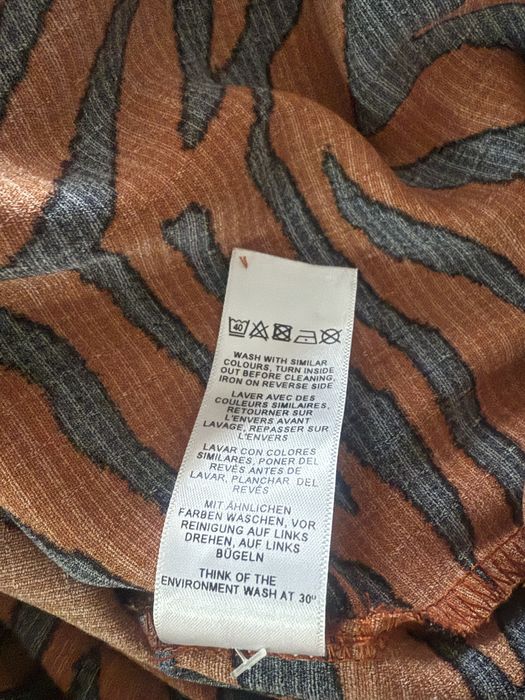 40
WASH WITH SIMILAR
COLOURS, TURN INSIDE
OUT BEFORE CLEANING,
IRON ON REVERSE SIDE
LAVER AVEC DES
COULEURS SIMILAIRES,
RETOURNER SUR
L'ENVERS AVANT
LAVAGE, REPASSER SUR
L'ENVERS
LAVAR CON COLORES
SIMILARES, PONER DEL
REVÉS ANTES DE
LAVAR, PLANCHAR DEL
REVÉS
MIT ÄHNLICHEN
FARBEN WASCHEN, VOR
REINIGUNG AUF LINKS
DREHEN, AUF LINKS
BÜGELN
THINK OF THE
ENVIRONMENT WASH AT 30°